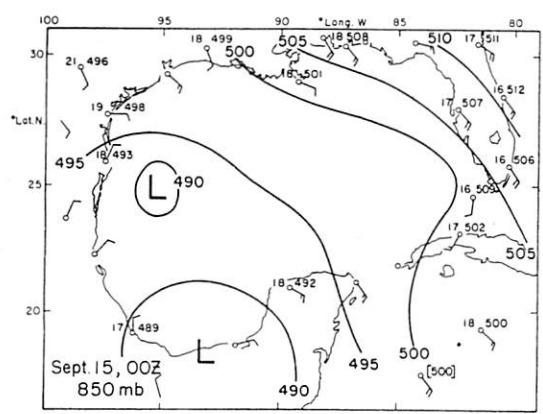 100 95 90 °Long. W 85 80
30 18 499 500 505 18 508 510 17 511
21 496 18 501 16 512
19 498 17 507
°Lat.N
495 18 493 16 506
25 L 490 16 509
17 502 505
20 18 492
17 489 18 500
L 495 500 [500]
Sept. 15, 00Z 490
850 mb